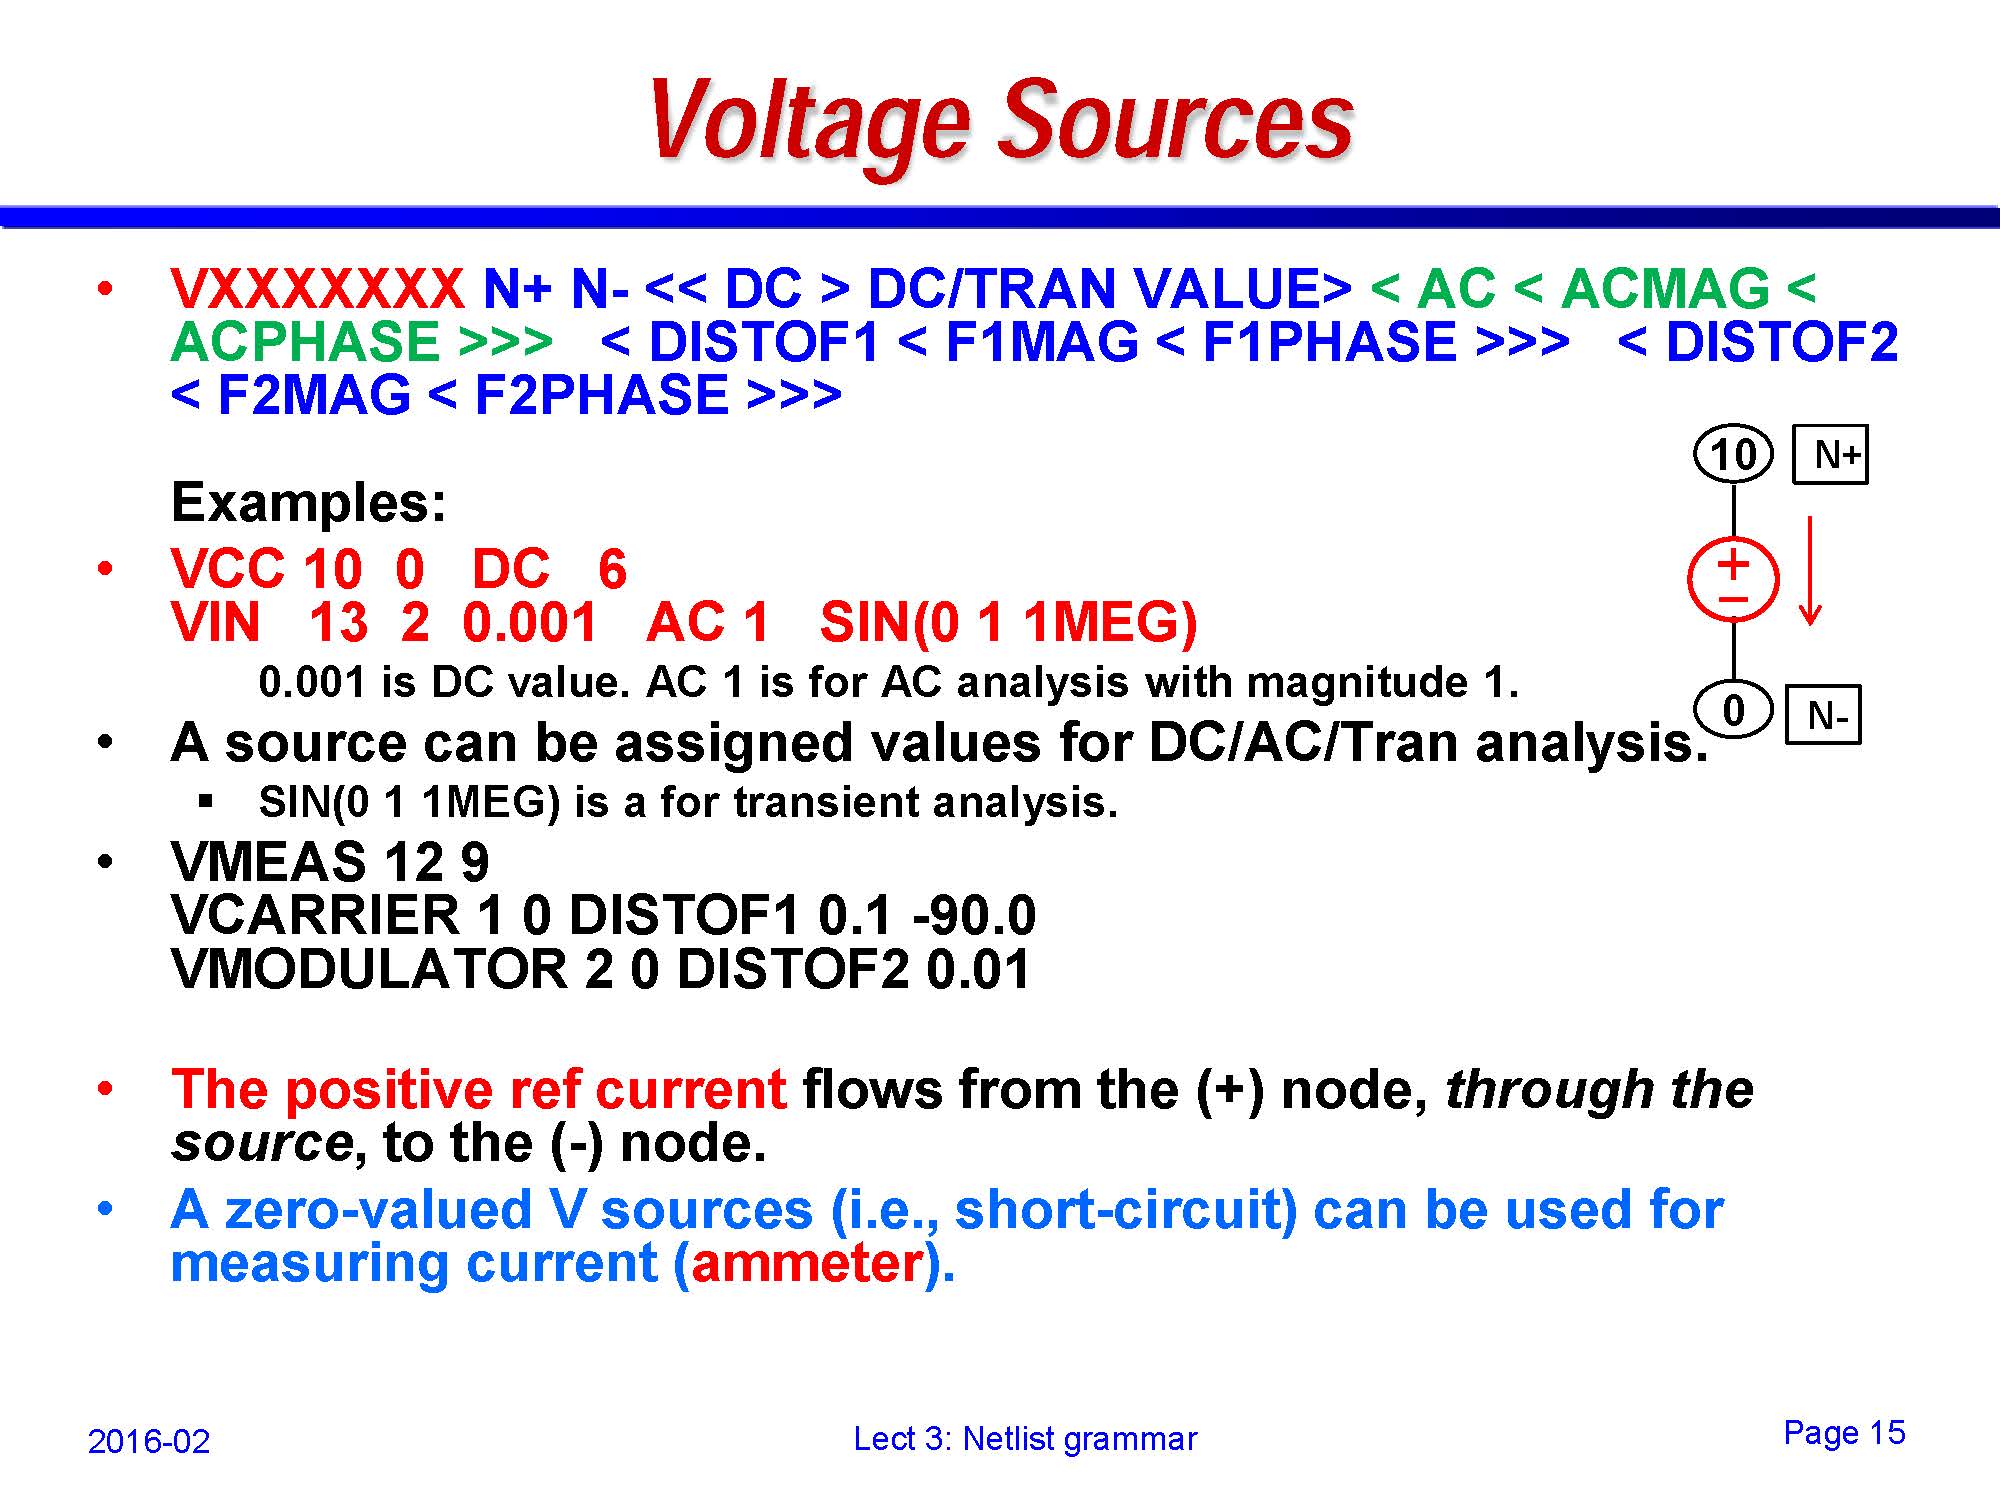 Voltage Sources
• VXXXXXXX N+ N- << DC > DC/TRAN VALUE> < AC < ACMAG <
ACPHASE >>> < DISTOF1 < F1MAG < F1PHASE >>> < DISTOF2
< F2MAG < F2PHASE >>>
10 N+
Examples:
• VCC 10 0 DC 6
+
−
VIN 13 2 0.001 AC 1 SIN(0 1 1MEG)
0.001 is DC value. AC 1 is for AC analysis with magnitude 1.
0 N-
• A source can be assigned values for DC/AC/Tran analysis.
▪ SIN(0 1 1MEG) is a for transient analysis.
• VMEAS 12 9
VCARRIER 1 0 DISTOF1 0.1 -90.0
VMODULATOR 2 0 DISTOF2 0.01
• The positive ref current flows from the (+) node, through the
source, to the (-) node.
• A zero-valued V sources (i.e., short-circuit) can be used for
measuring current (ammeter).
2016-02 Lect 3: Netlist grammar Page 15